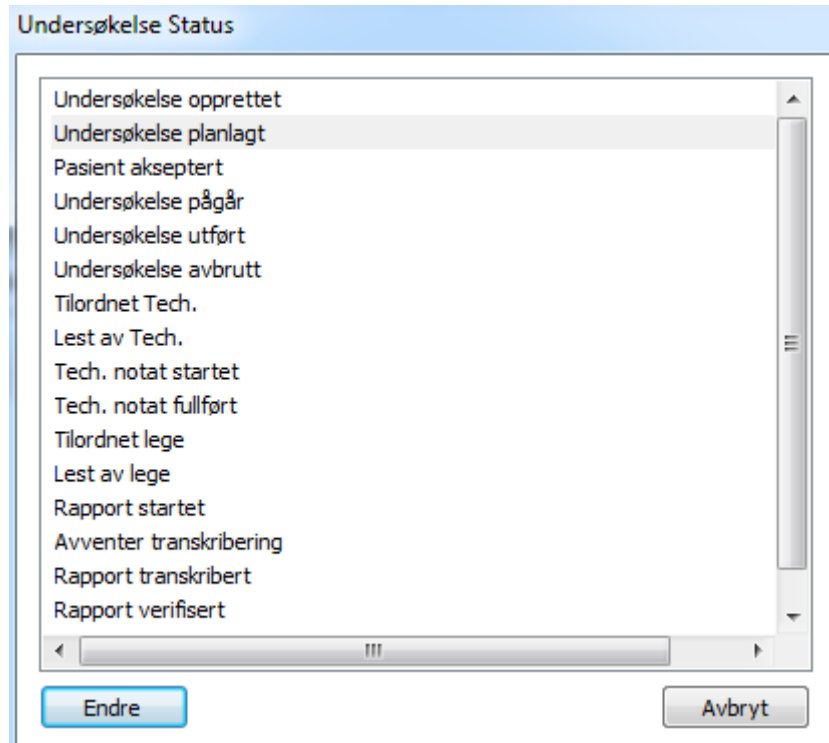 Undersøkelse Status
Undersøkelse opprettet
Undersøkelse planlagt
Pasient akseptert
Undersøkelse pågår
Undersøkelse utført
Undersøkelse avbrutt
Tilordnet Tech.
Lest av Tech.
Tech. notat startet
Tech. notat fullført
Tilordnet lege
Lest av lege
Rapport startet
Avventer transkribering
Rapport transkribert
Rapport verifisert
Endre
Avbryt